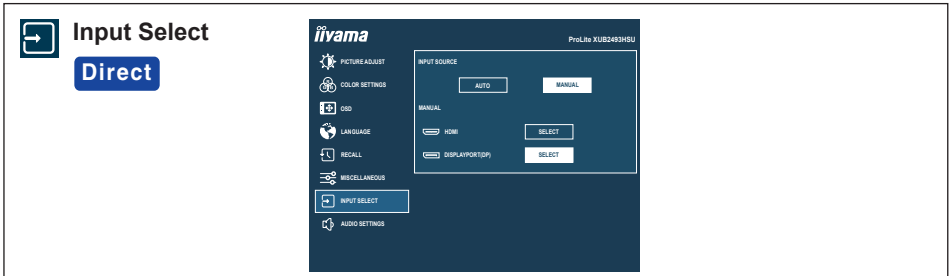 Input Select
Direct
iiyama
ProLite XUB2493HSU
PICTURE ADJUST
COLOR SETTINGS
OSD
LANGUAGE
RECALL
MISCELLANEOUS
INPUT SELECT
AUDIO SETTINGS
INPUT SOURCE
AUTO MANUAL
MANUAL
HDMI SELECT
DISPLAYPORT(DP) SELECT